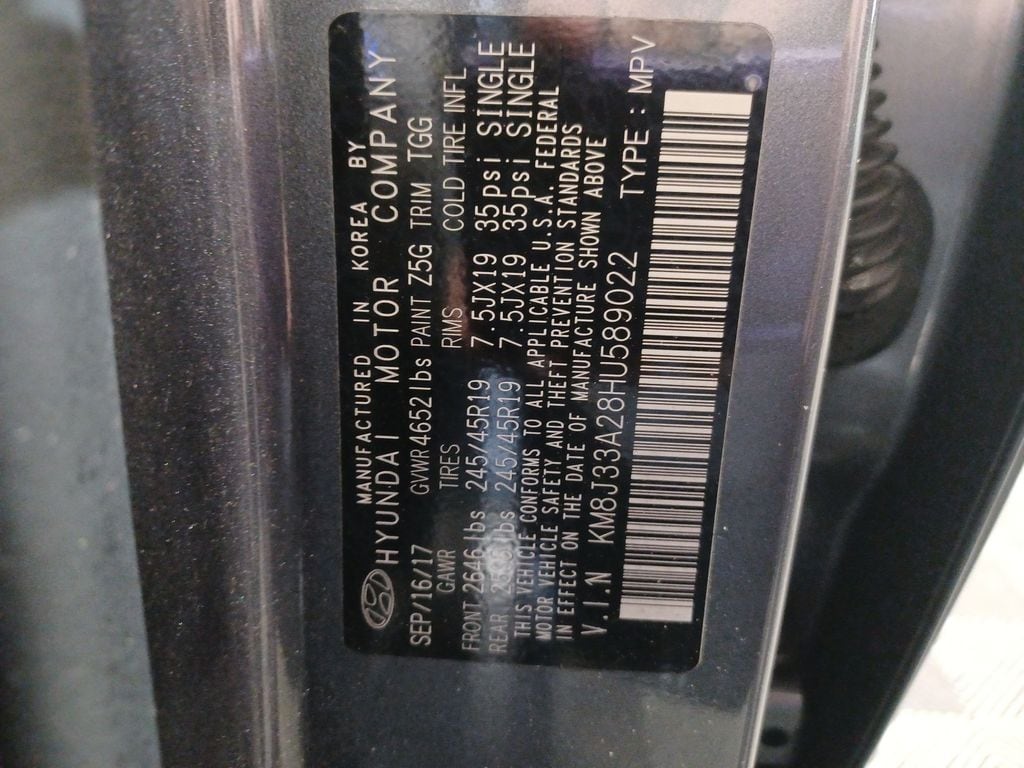 MANUFACTURED IN KOREA BY
HYUNDAI MOTOR COMPANY
SEP/16/17 GVWR 4652lbs PAINT Z5G TRIM TGG
GAWR TIRES RIMS COLD TIRE INFL
FRONT 2646 lbs 245/45R19 7.5JX19 35psi SINGLE
REAR lbs 245/45R19 7.5JX19 35psi SINGLE
THIS VEHICLE CONFORMS TO ALL APPLICABLE U.S.A. FEDERAL
MOTOR VEHICLE SAFETY AND THEFT PREVENTION STANDARDS
IN EFFECT ON THE DATE OF MANUFACTURE SHOWN ABOVE
V.I.N KM8J33A28HU589022 TYPE : MPV